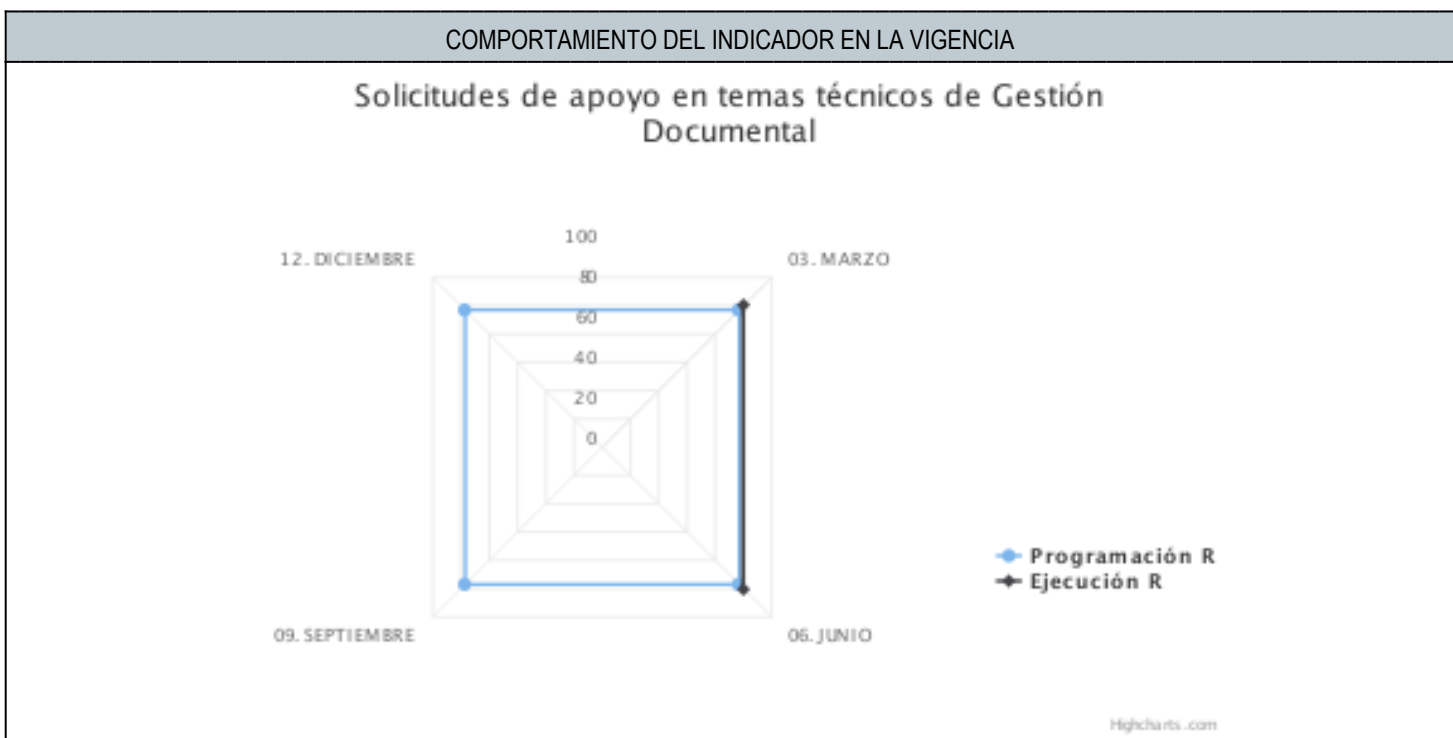 COMPORTAMIENTO DEL INDICADOR EN LA VIGENCIA
Solicitudes de apoyo en temas técnicos de Gestión
Documental
100
12. DICIEMBRE
03. MARZO
80
60
40
20
0
Programación R
Ejecución R
09. SEPTIEMBRE
06. JUNIO
Highcharts.com